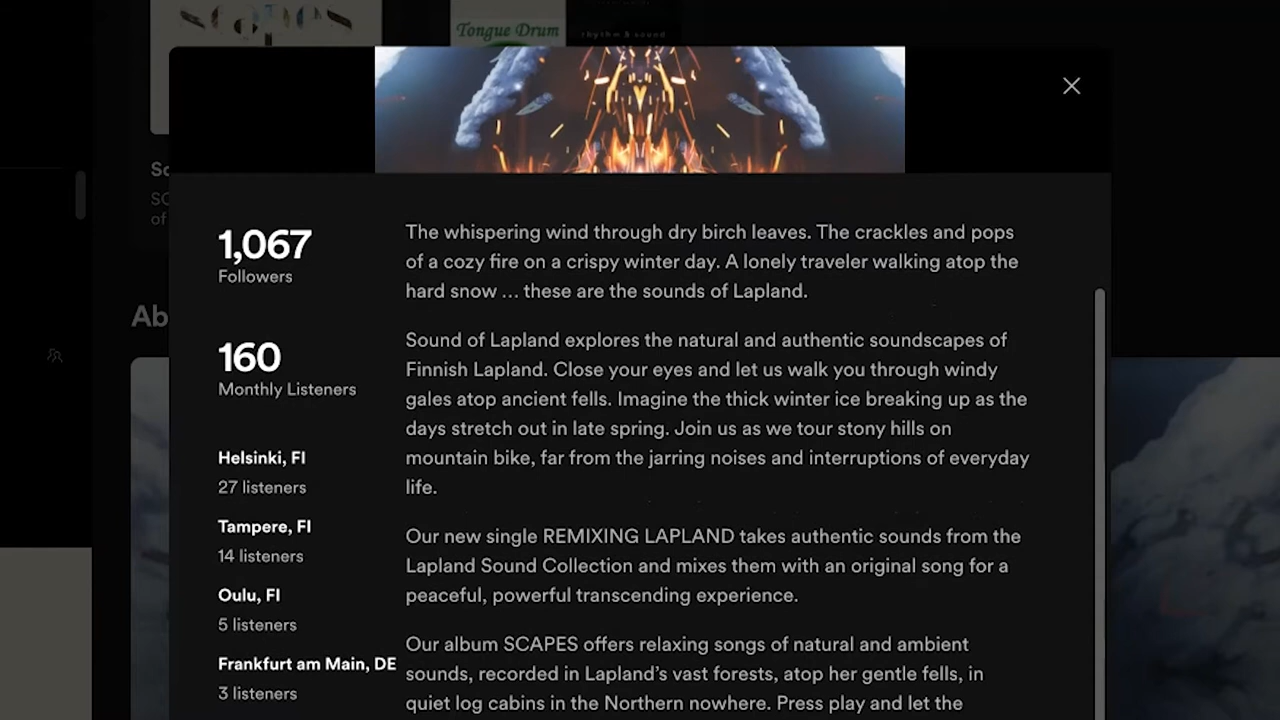 Tongue Drum
rhythm & sound
So
SC
of
Ab
1,067
Followers
160
Monthly Listeners
Helsinki, FI
27 listeners
Tampere, FI
14 listeners
Oulu, FI
5 listeners
Frankfurt am Main, DE
3 listeners
The whispering wind through dry birch leaves. The crackles and pops
of a cozy fire on a crispy winter day. A lonely traveler walking atop the
hard snow ... these are the sounds of Lapland.
Sound of Lapland explores the natural and authentic soundscapes of
Finnish Lapland. Close your eyes and let us walk you through windy
gales atop ancient fells. Imagine the thick winter ice breaking up as the
days stretch out in late spring. Join us as we tour stony hills on
mountain bike, far from the jarring noises and interruptions of everyday
life.
Our new single REMIXING LAPLAND takes authentic sounds from the
Lapland Sound Collection and mixes them with an original song for a
peaceful, powerful transcending experience.
Our album SCAPES offers relaxing songs of natural and ambient
sounds, recorded in Lapland’s vast forests, atop her gentle fells, in
quiet log cabins in the Northern nowhere. Press play and let the